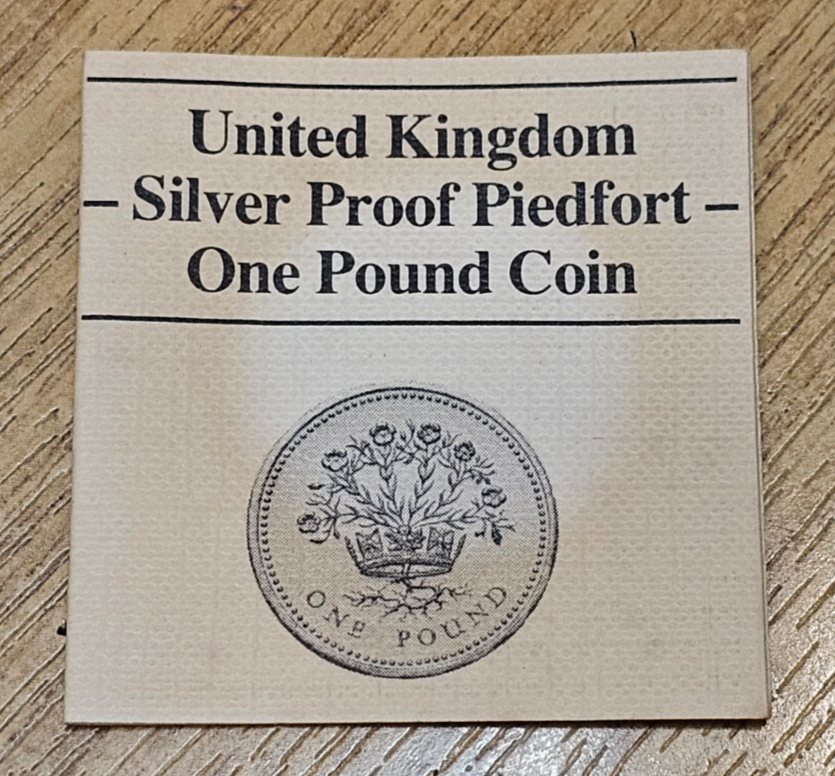 United Kingdom
– Silver Proof Piedfort –
One Pound Coin
ONE POUND